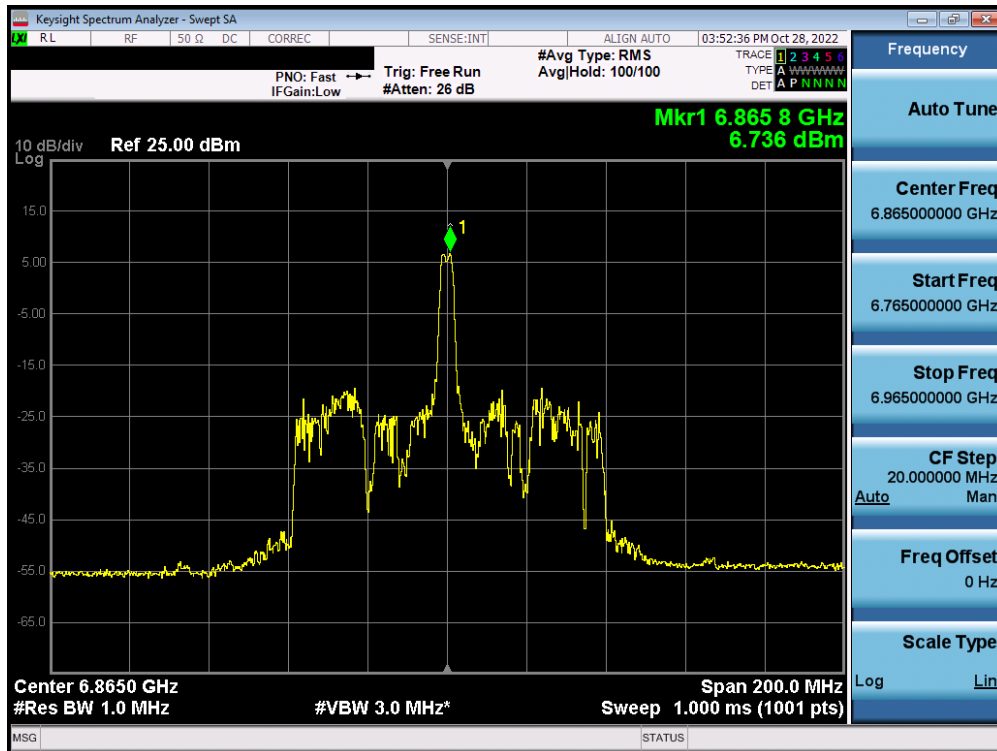 Keysight Spectrum Analyzer - Swept SA
LXI RL RF 50 Ω DC CORREC SENSE:INT ALIGN AUTO 03:52:36 PM Oct 28, 2022
PNO: Fast
IFGain:Low
Trig: Free Run
#Atten: 26 dB
#Avg Type: RMS
Avg|Hold: 100/100
TRACE 1 2 3 4 5 6
TYPE A WWWWW
DET A P N N N N
Mkr1 6.865 8 GHz
6.736 dBm
10 dB/div Ref 25.00 dBm
Log
15.0
5.00
-5.00
-15.0
-25.0
-35.0
-45.0
-55.0
-65.0
1
Center 6.8650 GHz Span 200.0 MHz
#Res BW 1.0 MHz #VBW 3.0 MHz* Sweep 1.000 ms (1001 pts)
MSG STATUS
Frequency
Auto Tune
Center Freq
6.865000000 GHz
Start Freq
6.765000000 GHz
Stop Freq
6.965000000 GHz
CF Step
20.000000 MHz
Auto Man
Freq Offset
0 Hz
Scale Type
Log Lin